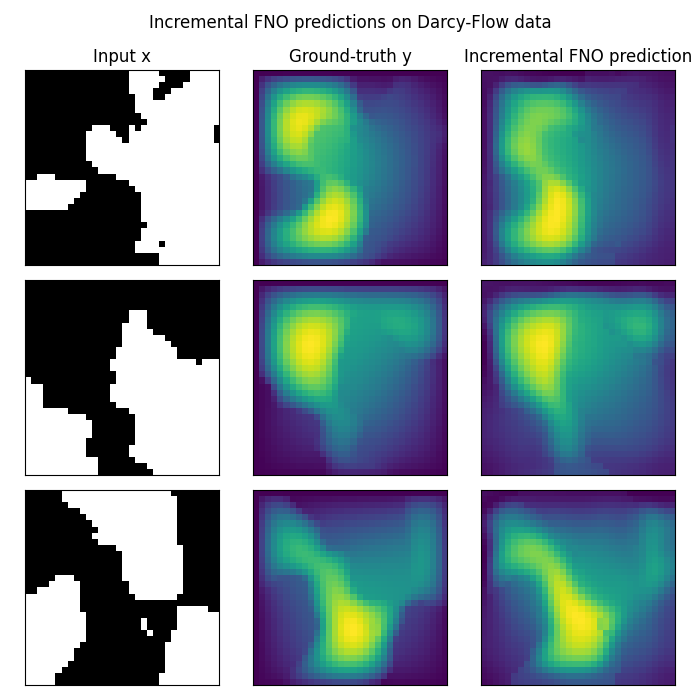 Incremental FNO predictions on Darcy-Flow data
Input x
Ground-truth y
Incremental FNO prediction